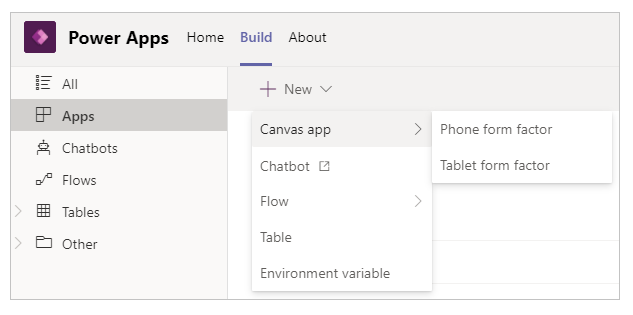 Power Apps Home Build About
All
Apps
Chatbots
Flows
Tables
Other
New
Canvas app
Chatbot
Flow
Table
Environment variable
Phone form factor
Tablet form factor